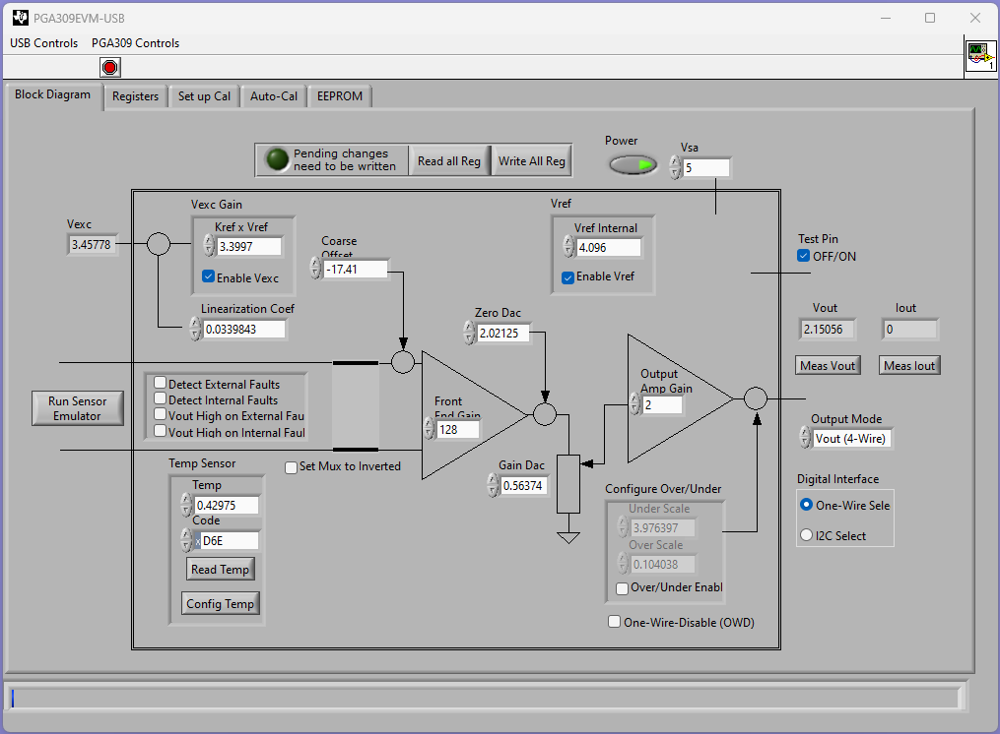 PGA309EVM-USB
USB Controls PGA309 Controls
1
Block Diagram Registers Set up Cal Auto-Cal EEPROM
Pending changes
need to be written
Read all Reg Write All Reg
Power
Vsa
5
Vexc
3.45778
Vexc Gain
Kref x Vref
3.3997
Enable Vexc
Linearization Coef
0.0339843
Coarse
Offset
-17.41
Vref
Vref Internal
4.096
Enable Vref
Test Pin
OFF/ON
Zero Dac
2.02125
Vout
2.15056
Iout
0
Meas Vout Meas Iout
Run Sensor
Emulator
Detect External Faults
Detect Internal Faults
Vout High on External Fau
Vout High on Internal Faul
Front
End Gain
128
Output
Amp Gain
2
Output Mode
Vout (4-Wire)
Set Mux to Inverted
Gain Dac
0.56374
Temp Sensor
Temp
0.42975
Code
x D6E
Read Temp
Config Temp
Configure Over/Under
Under Scale
3.976397
Over Scale
0.104038
Over/Under Enabl
One-Wire-Disable (OWD)
Digital Interface
One-Wire Sele
I2C Select